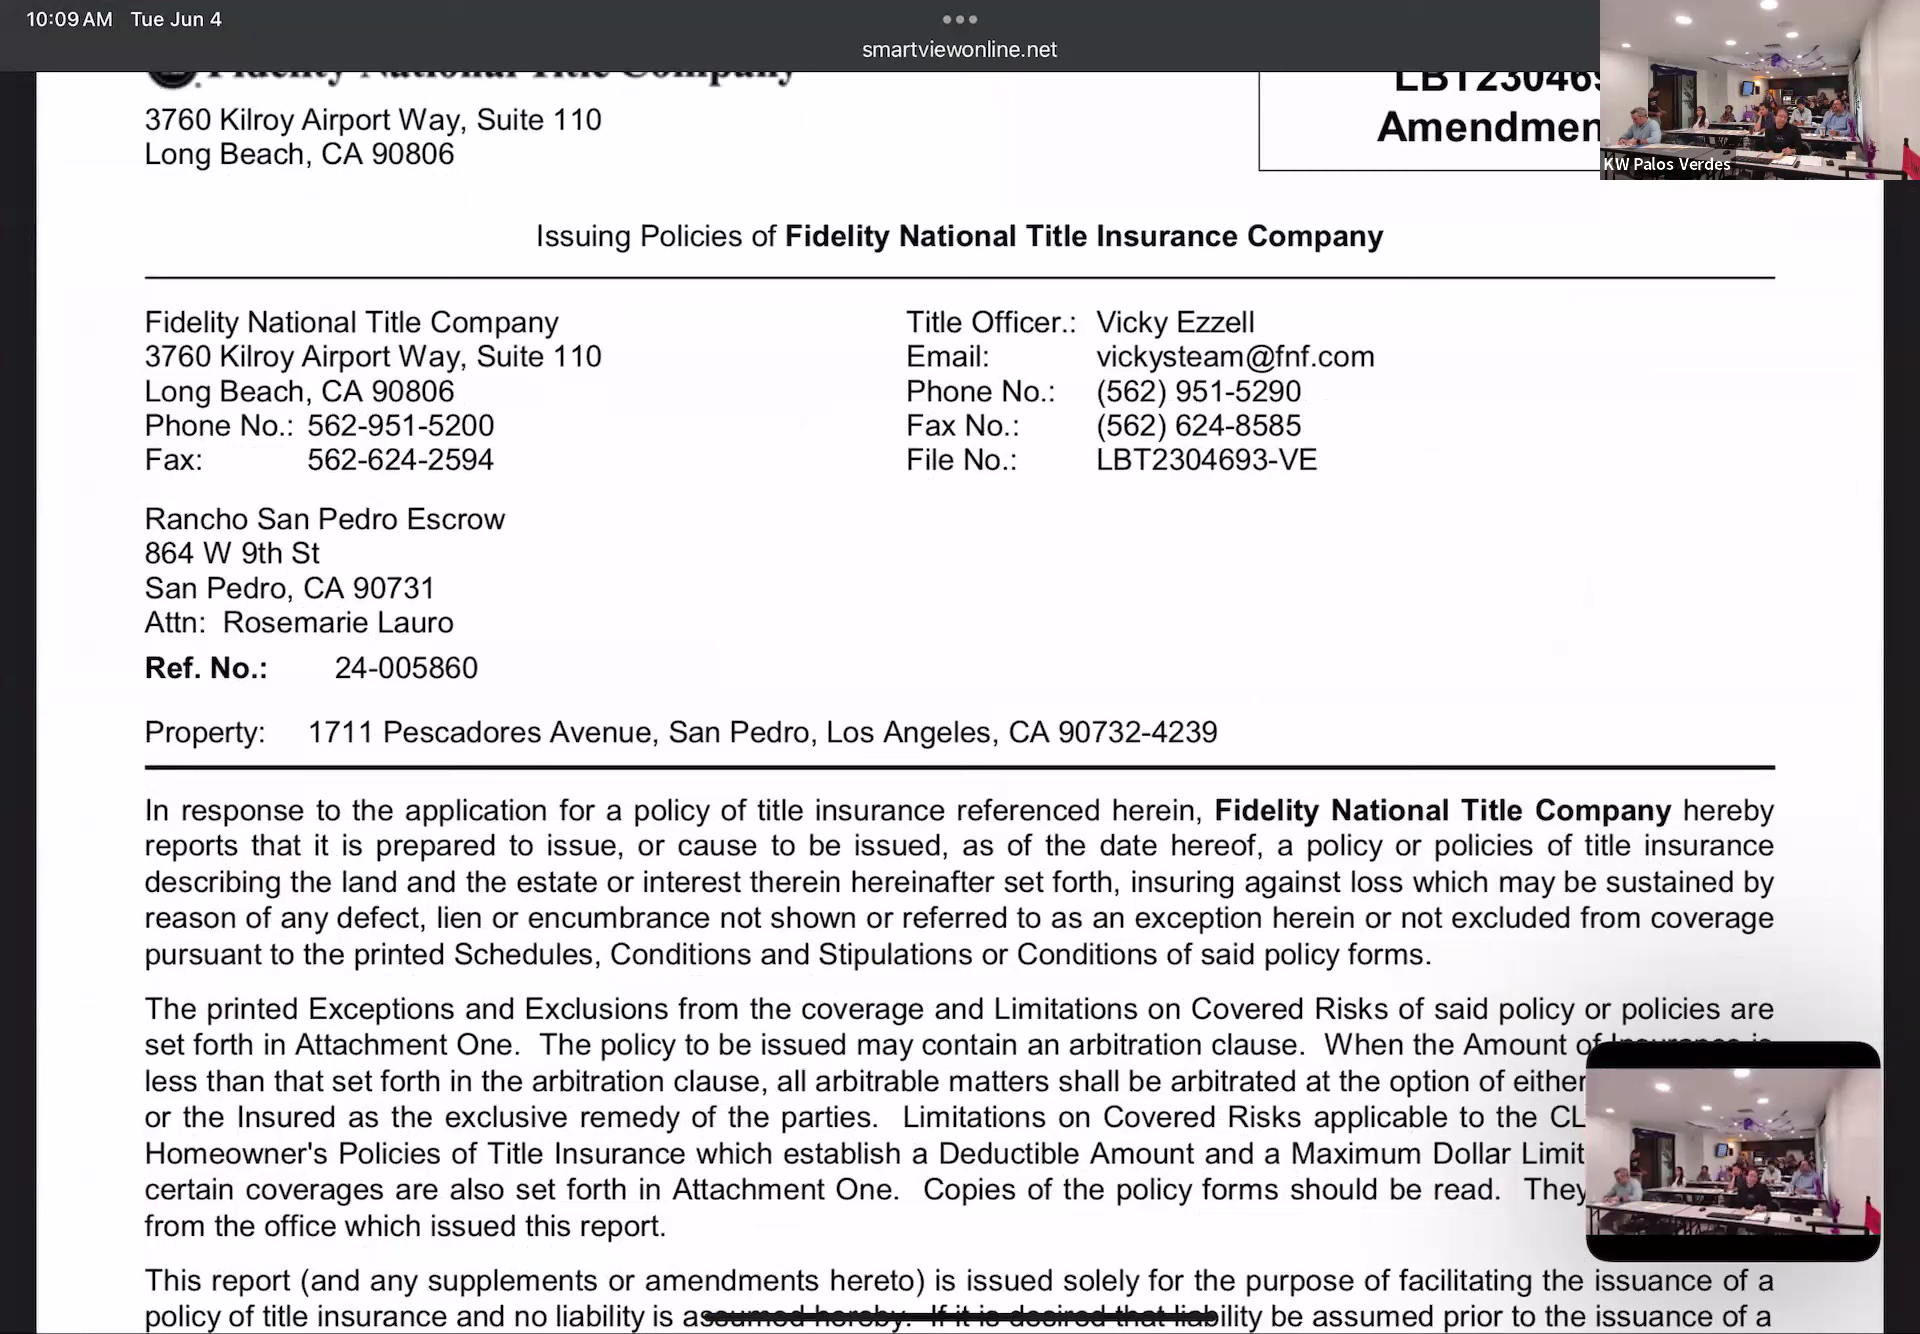 10:09 AM Tue Jun 4
smartviewonline.net
KW Palos Verdes
Fidelity National Title Company
3760 Kilroy Airport Way, Suite 110
Long Beach, CA 90806
LBT230469
Amendmen
Issuing Policies of Fidelity National Title Insurance Company
Fidelity National Title Company
3760 Kilroy Airport Way, Suite 110
Long Beach, CA 90806
Phone No.: 562-951-5200
Fax: 562-624-2594
Title Officer.: Vicky Ezzell
Email: vickysteam@fnf.com
Phone No.: (562) 951-5290
Fax No.: (562) 624-8585
File No.: LBT2304693-VE
Rancho San Pedro Escrow
864 W 9th St
San Pedro, CA 90731
Attn: Rosemarie Lauro
Ref. No.: 24-005860
Property: 1711 Pescadores Avenue, San Pedro, Los Angeles, CA 90732-4239
In response to the application for a policy of title insurance referenced herein, Fidelity National Title Company hereby
reports that it is prepared to issue, or cause to be issued, as of the date hereof, a policy or policies of title insurance
describing the land and the estate or interest therein hereinafter set forth, insuring against loss which may be sustained by
reason of any defect, lien or encumbrance not shown or referred to as an exception herein or not excluded from coverage
pursuant to the printed Schedules, Conditions and Stipulations or Conditions of said policy forms.
The printed Exceptions and Exclusions from the coverage and Limitations on Covered Risks of said policy or policies are
set forth in Attachment One. The policy to be issued may contain an arbitration clause. When the Amount of Insurance is
less than that set forth in the arbitration clause, all arbitrable matters shall be arbitrated at the option of either
or the Insured as the exclusive remedy of the parties. Limitations on Covered Risks applicable to the CL
Homeowner's Policies of Title Insurance which establish a Deductible Amount and a Maximum Dollar Limit
certain coverages are also set forth in Attachment One. Copies of the policy forms should be read. They
from the office which issued this report.
This report (and any supplements or amendments hereto) is issued solely for the purpose of facilitating the issuance of a
policy of title insurance and no liability is assumed hereby. If it is desired that liability be assumed prior to the issuance of a